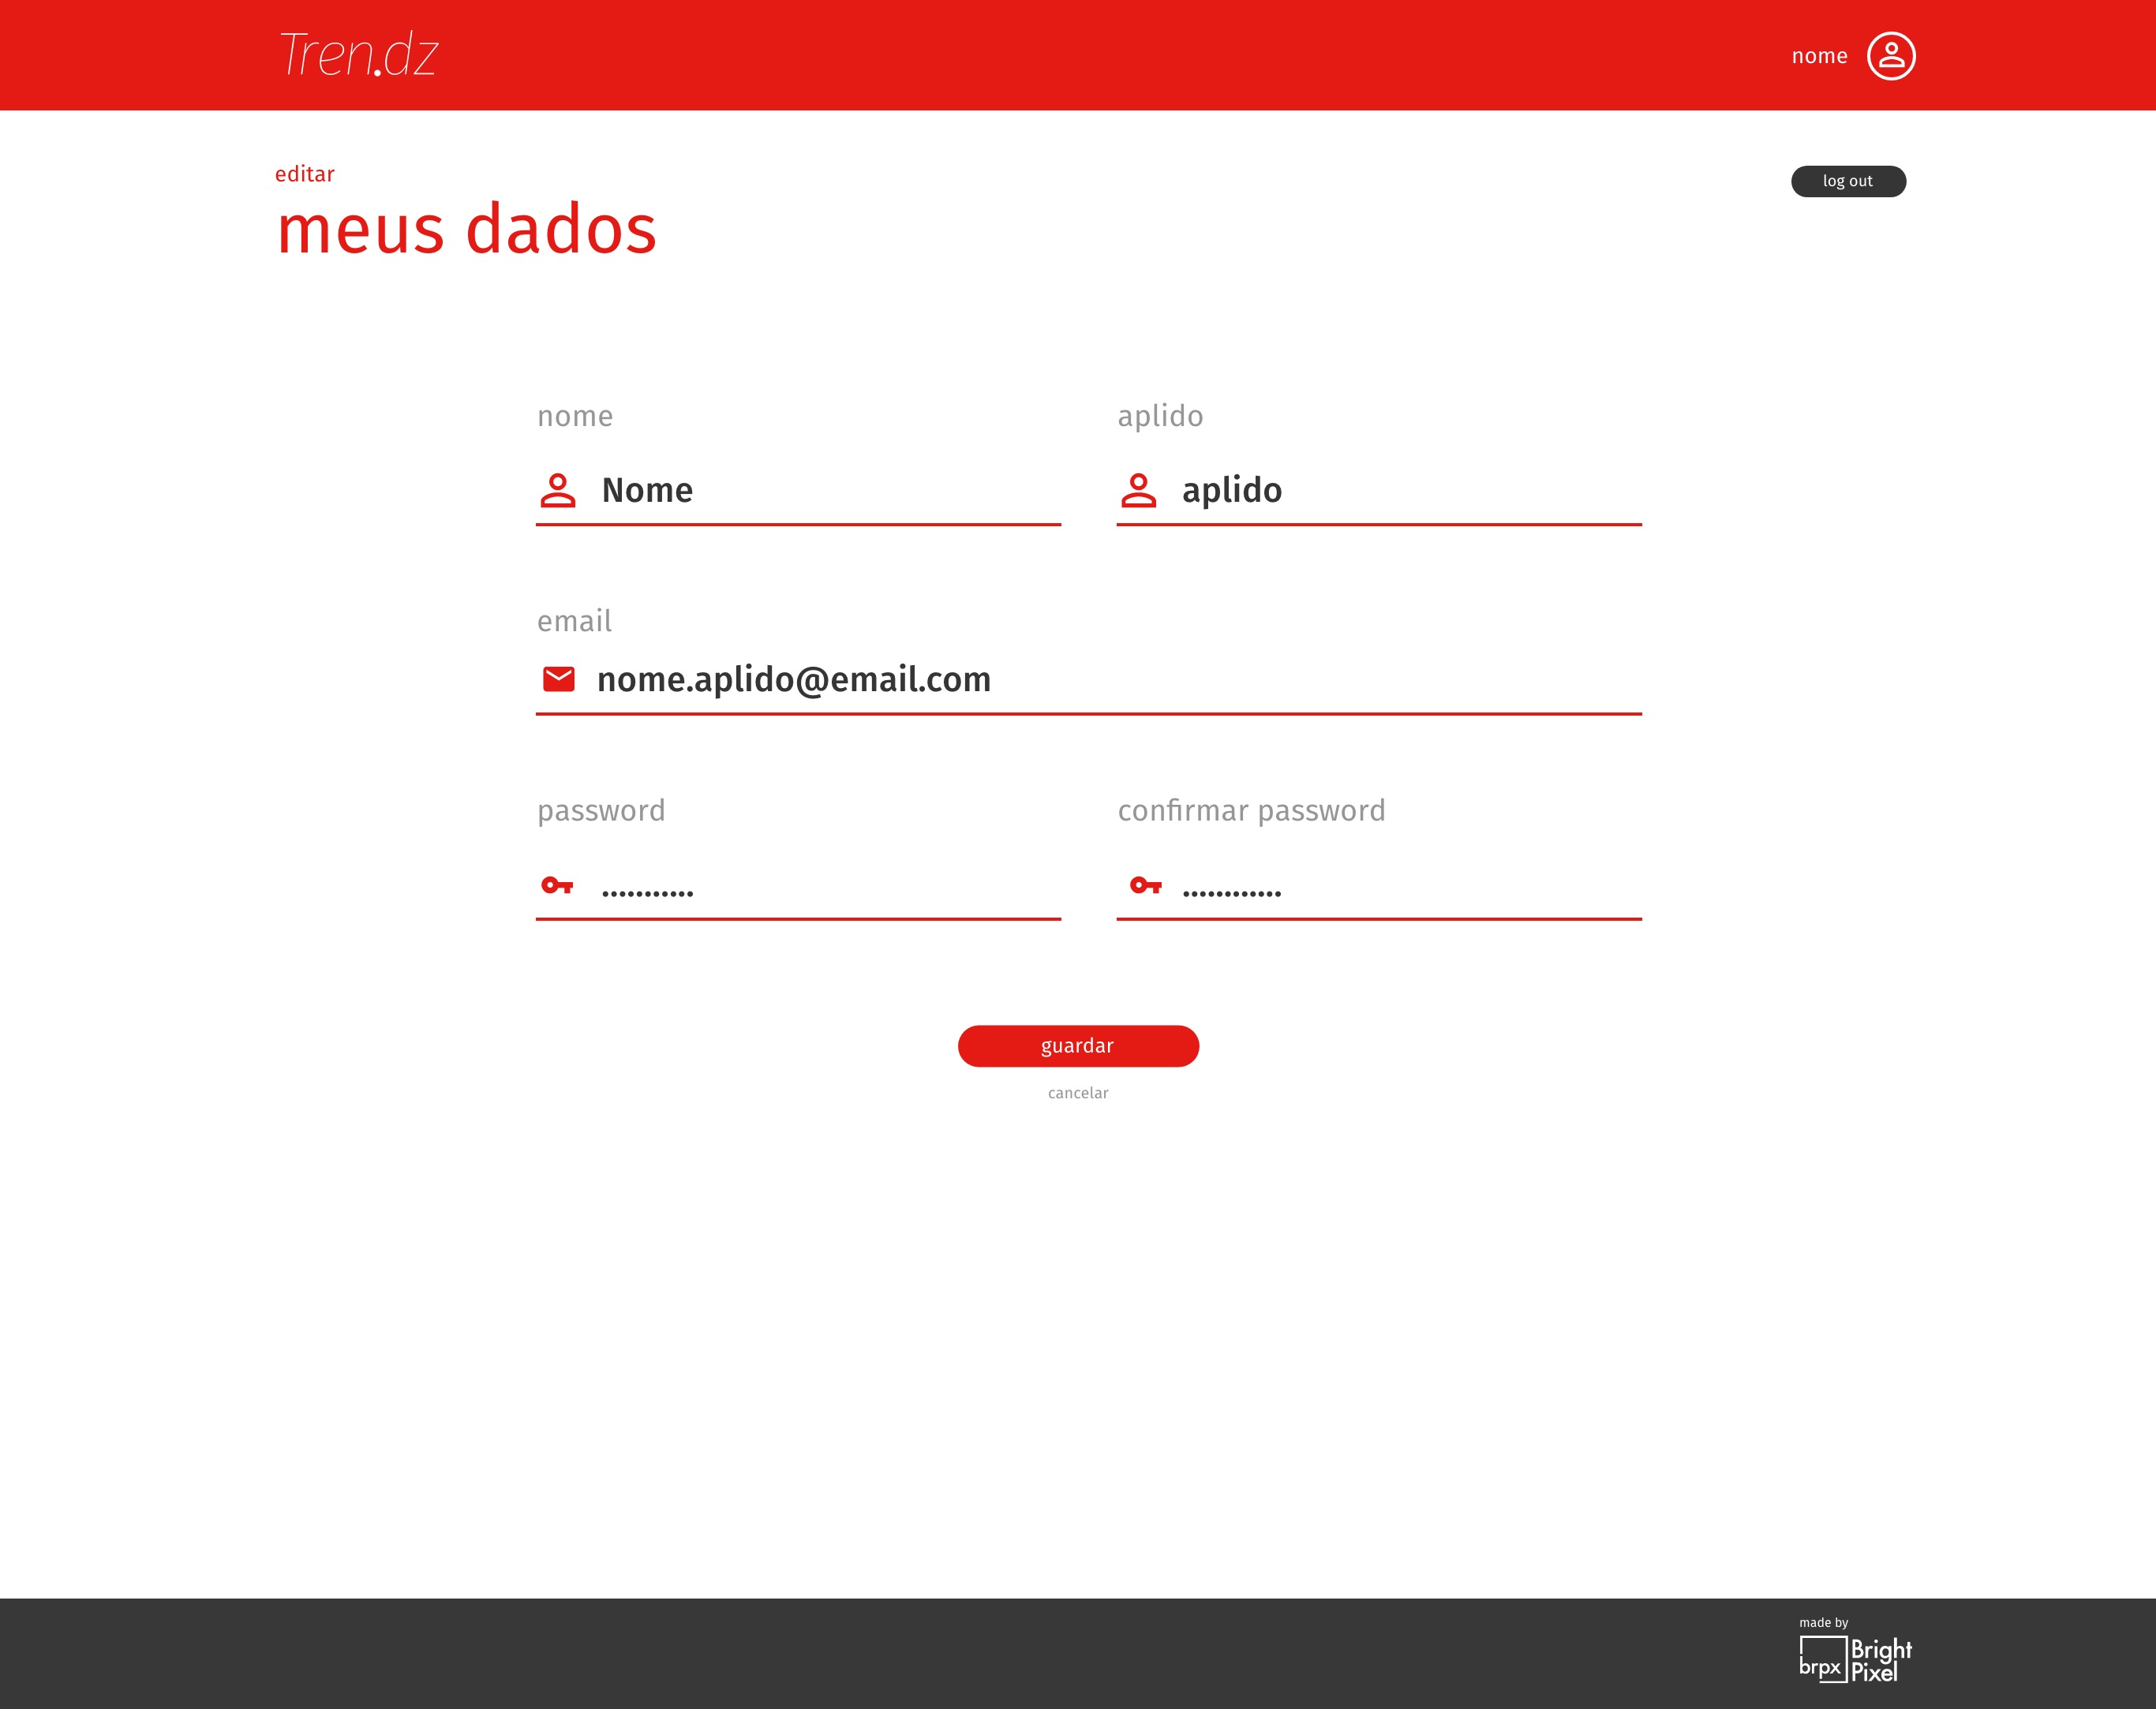 Tren.dz
nome
editar
log out
meus dados
nome
aplido
Nome
aplido
email
nome.aplido@email.com
password
confirmar password
...........
............
guardar
cancelar
made by
brpx
Bright
Pixel